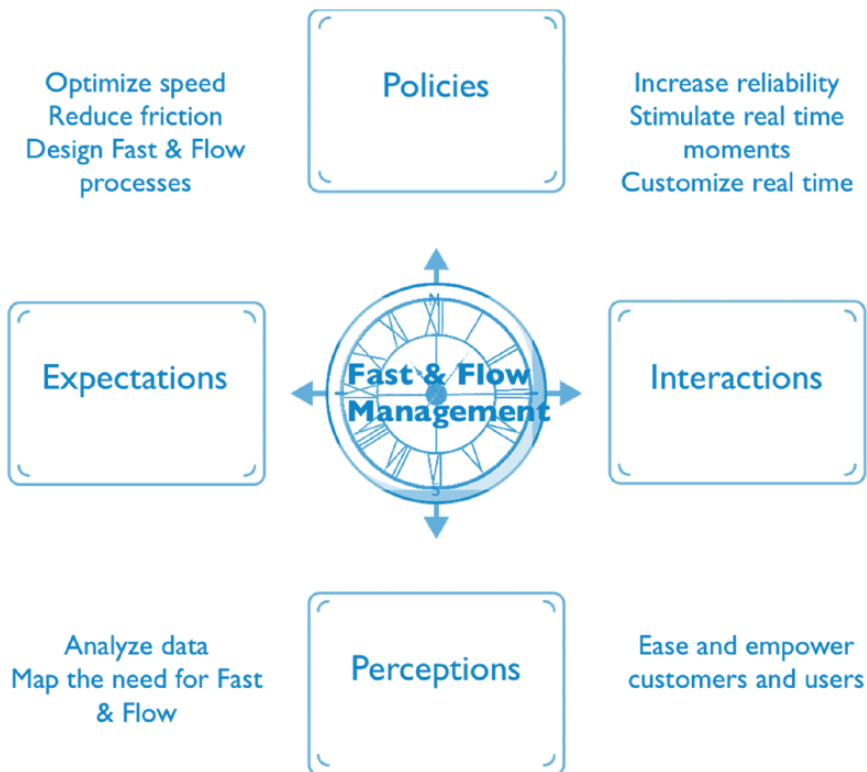 Policies
Optimize speed
Reduce friction
Design Fast & Flow
processes
Increase reliability
Stimulate real time
moments
Customize real time
Expectations
N
Fast & Flow
Management
S
Interactions
Analyze data
Map the need for Fast
& Flow
Perceptions
Ease and empower
customers and users